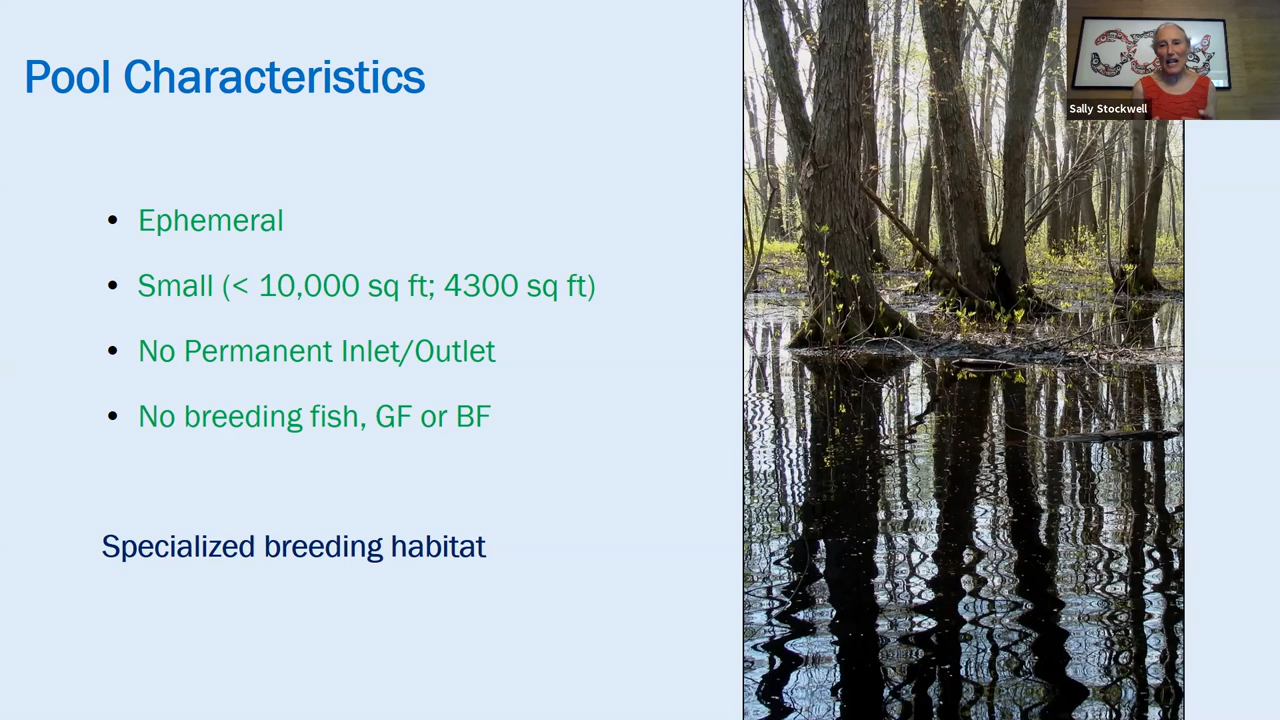 Pool Characteristics
Sally Stockwell
• Ephemeral
• Small (< 10,000 sq ft; 4300 sq ft)
• No Permanent Inlet/Outlet
• No breeding fish, GF or BF
Specialized breeding habitat